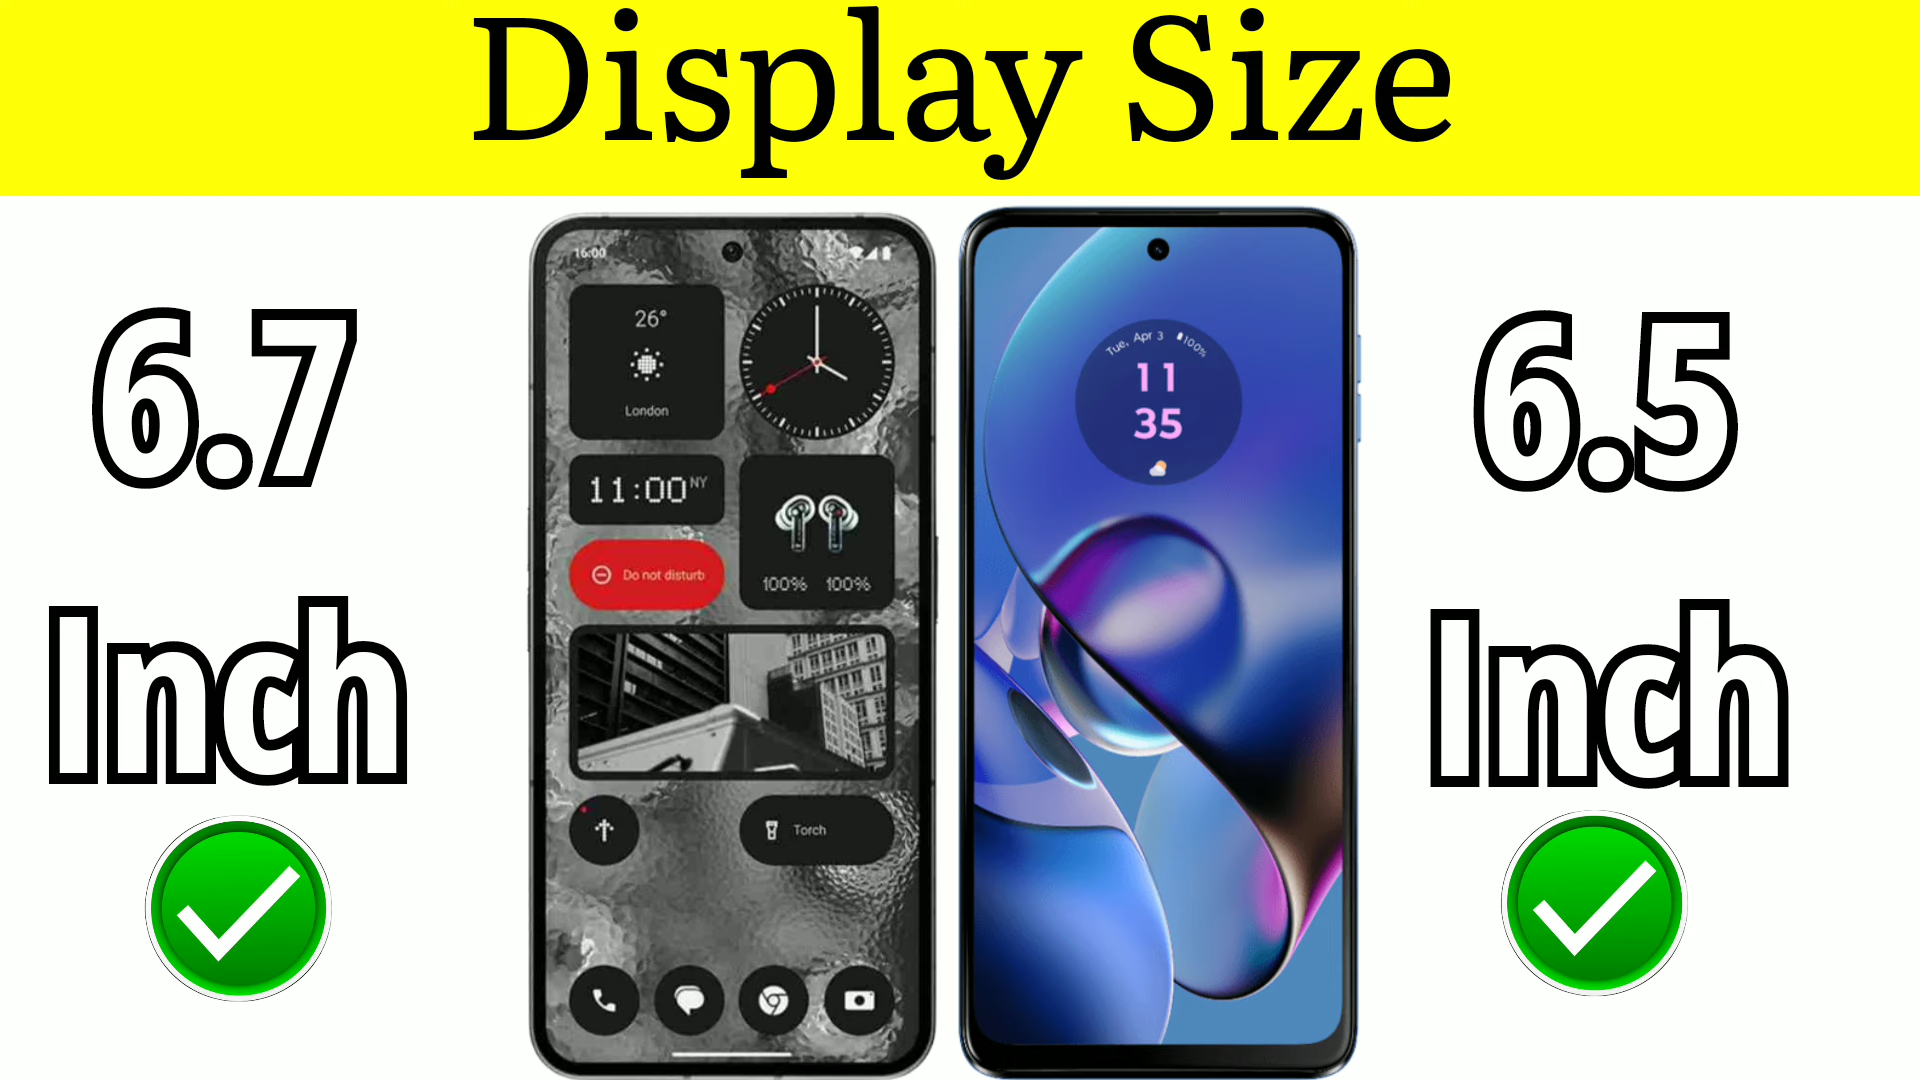 Display Size
6.7
Inch
16:00
26°
London
11:00 NY
100% 100%
Do not disturb
Torch
Tue, Apr 3 100%
11
35
6.5
Inch